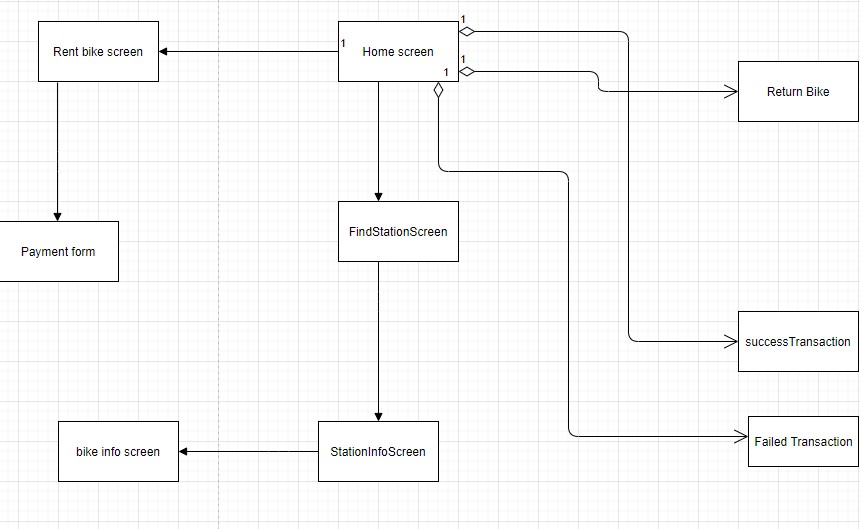 1
Rent bike screen
1
Home screen
1
1
Return Bike
FindStationScreen
Payment form
successTransaction
Failed Transaction
bike info screen
StationInfoScreen